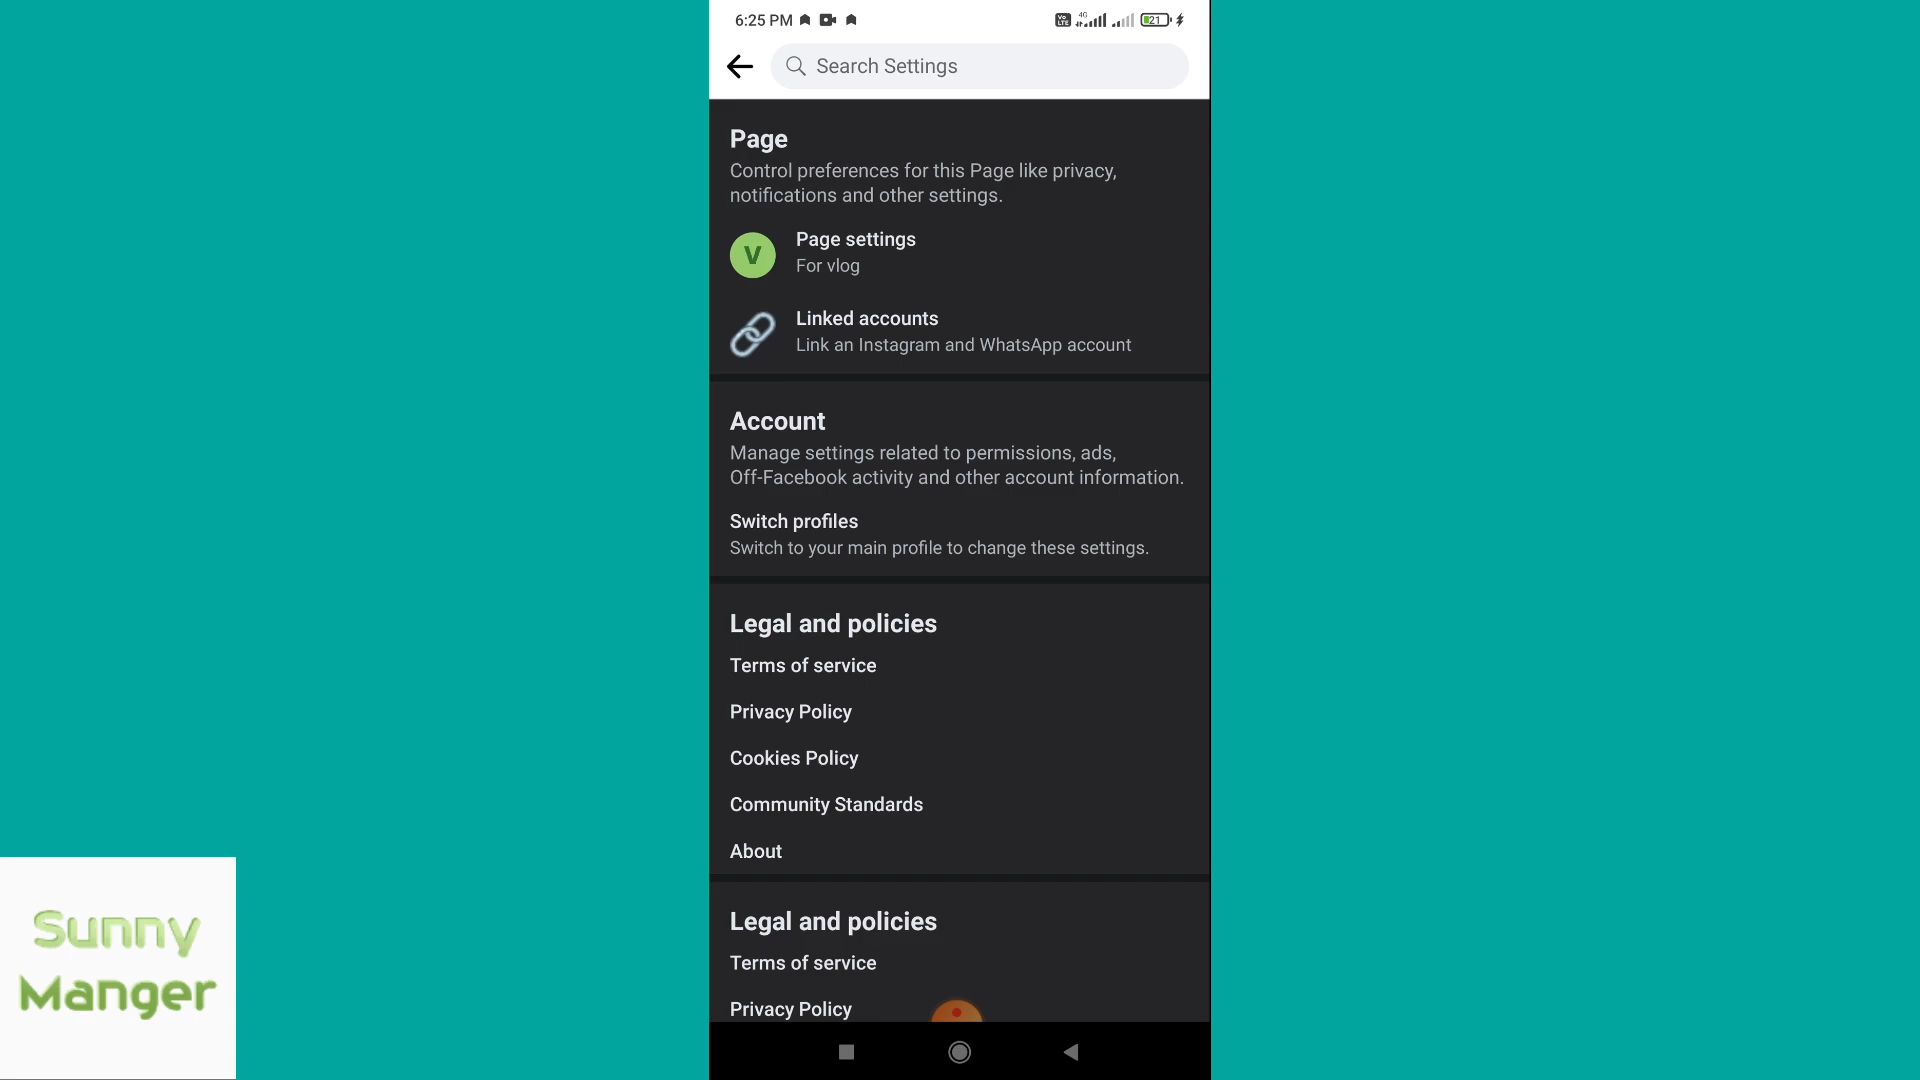 6:25 PM
Vo LTE 4G 21
Search Settings
Page
Control preferences for this Page like privacy,
notifications and other settings.
V
Page settings
For vlog
Linked accounts
Link an Instagram and WhatsApp account
Account
Manage settings related to permissions, ads,
Off-Facebook activity and other account information.
Switch profiles
Switch to your main profile to change these settings.
Legal and policies
Terms of service
Privacy Policy
Cookies Policy
Community Standards
About
Legal and policies
Terms of service
Privacy Policy
Sunny
Manger